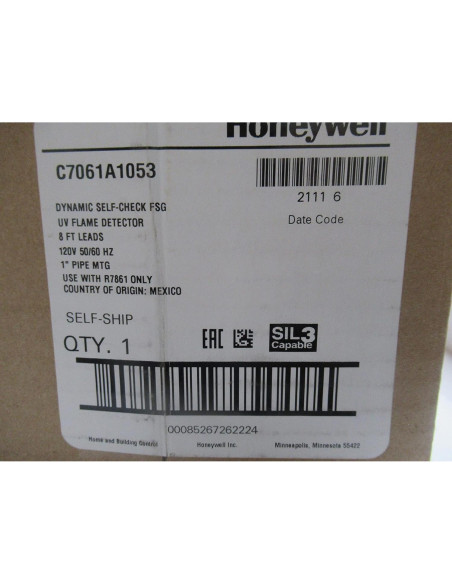 Honeywell
C7061A1053
2111 6
Date Code
DYNAMIC SELF-CHECK FSG
UV FLAME DETECTOR
8 FT LEADS
120V 50/60 HZ
1" PIPE MTG
USE WITH R7861 ONLY
COUNTRY OF ORIGIN: MEXICO
SELF-SHIP
QTY. 1
EAC
SIL 3
Capable
00085267262224
Home and Building Control
Honeywell Inc.
Minneapolis, Minnesota 55422